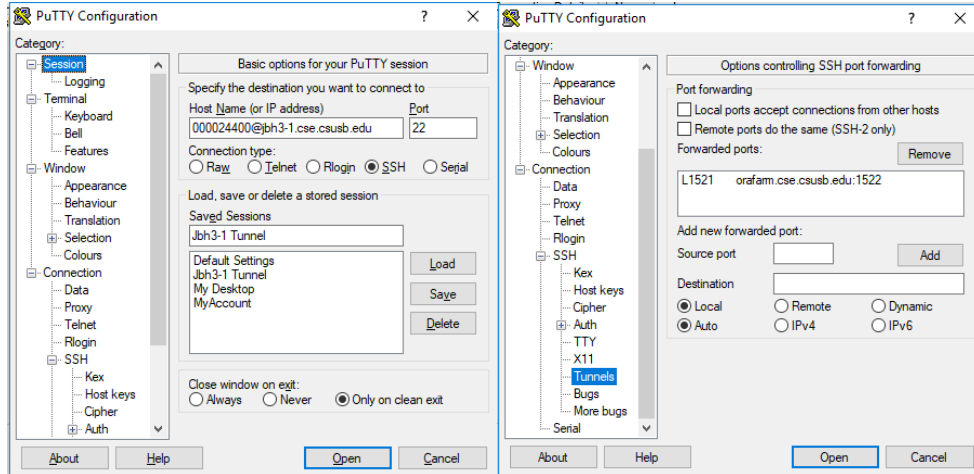 PuTTY Configuration
? ×
Category:
Session
Logging
Terminal
Keyboard
Bell
Features
Window
Appearance
Behaviour
Translation
Selection
Colours
Connection
Data
Proxy
Telnet
Rlogin
SSH
Kex
Host keys
Cipher
Auth
Basic options for your PuTTY session
Specify the destination you want to connect to
Host Name (or IP address) Port
000024400@jbh3-1.cse.csusb.edu 22
Connection type:
Raw Telnet Rlogin SSH Serial
Load, save or delete a stored session
Saved Sessions
Jbh3-1 Tunnel
Default Settings
Jbh3-1 Tunnel
My Desktop
MyAccount
Load
Save
Delete
Close window on exit:
Always Never Only on clean exit
About Help Open Cancel
PuTTY Configuration
? ×
Category:
Window
Appearance
Behaviour
Translation
Selection
Colours
Connection
Data
Proxy
Telnet
Rlogin
SSH
Kex
Host keys
Cipher
Auth
TTY
X11
Tunnels
Bugs
More bugs
Serial
Options controlling SSH port forwarding
Port forwarding
Local ports accept connections from other hosts
Remote ports do the same (SSH-2 only)
Forwarded ports: Remove
L1521 orafarm.cse.csusb.edu:1522
Add new forwarded port:
Source port Add
Destination
Local Remote Dynamic
Auto IPv4 IPv6
About Help Open Cancel